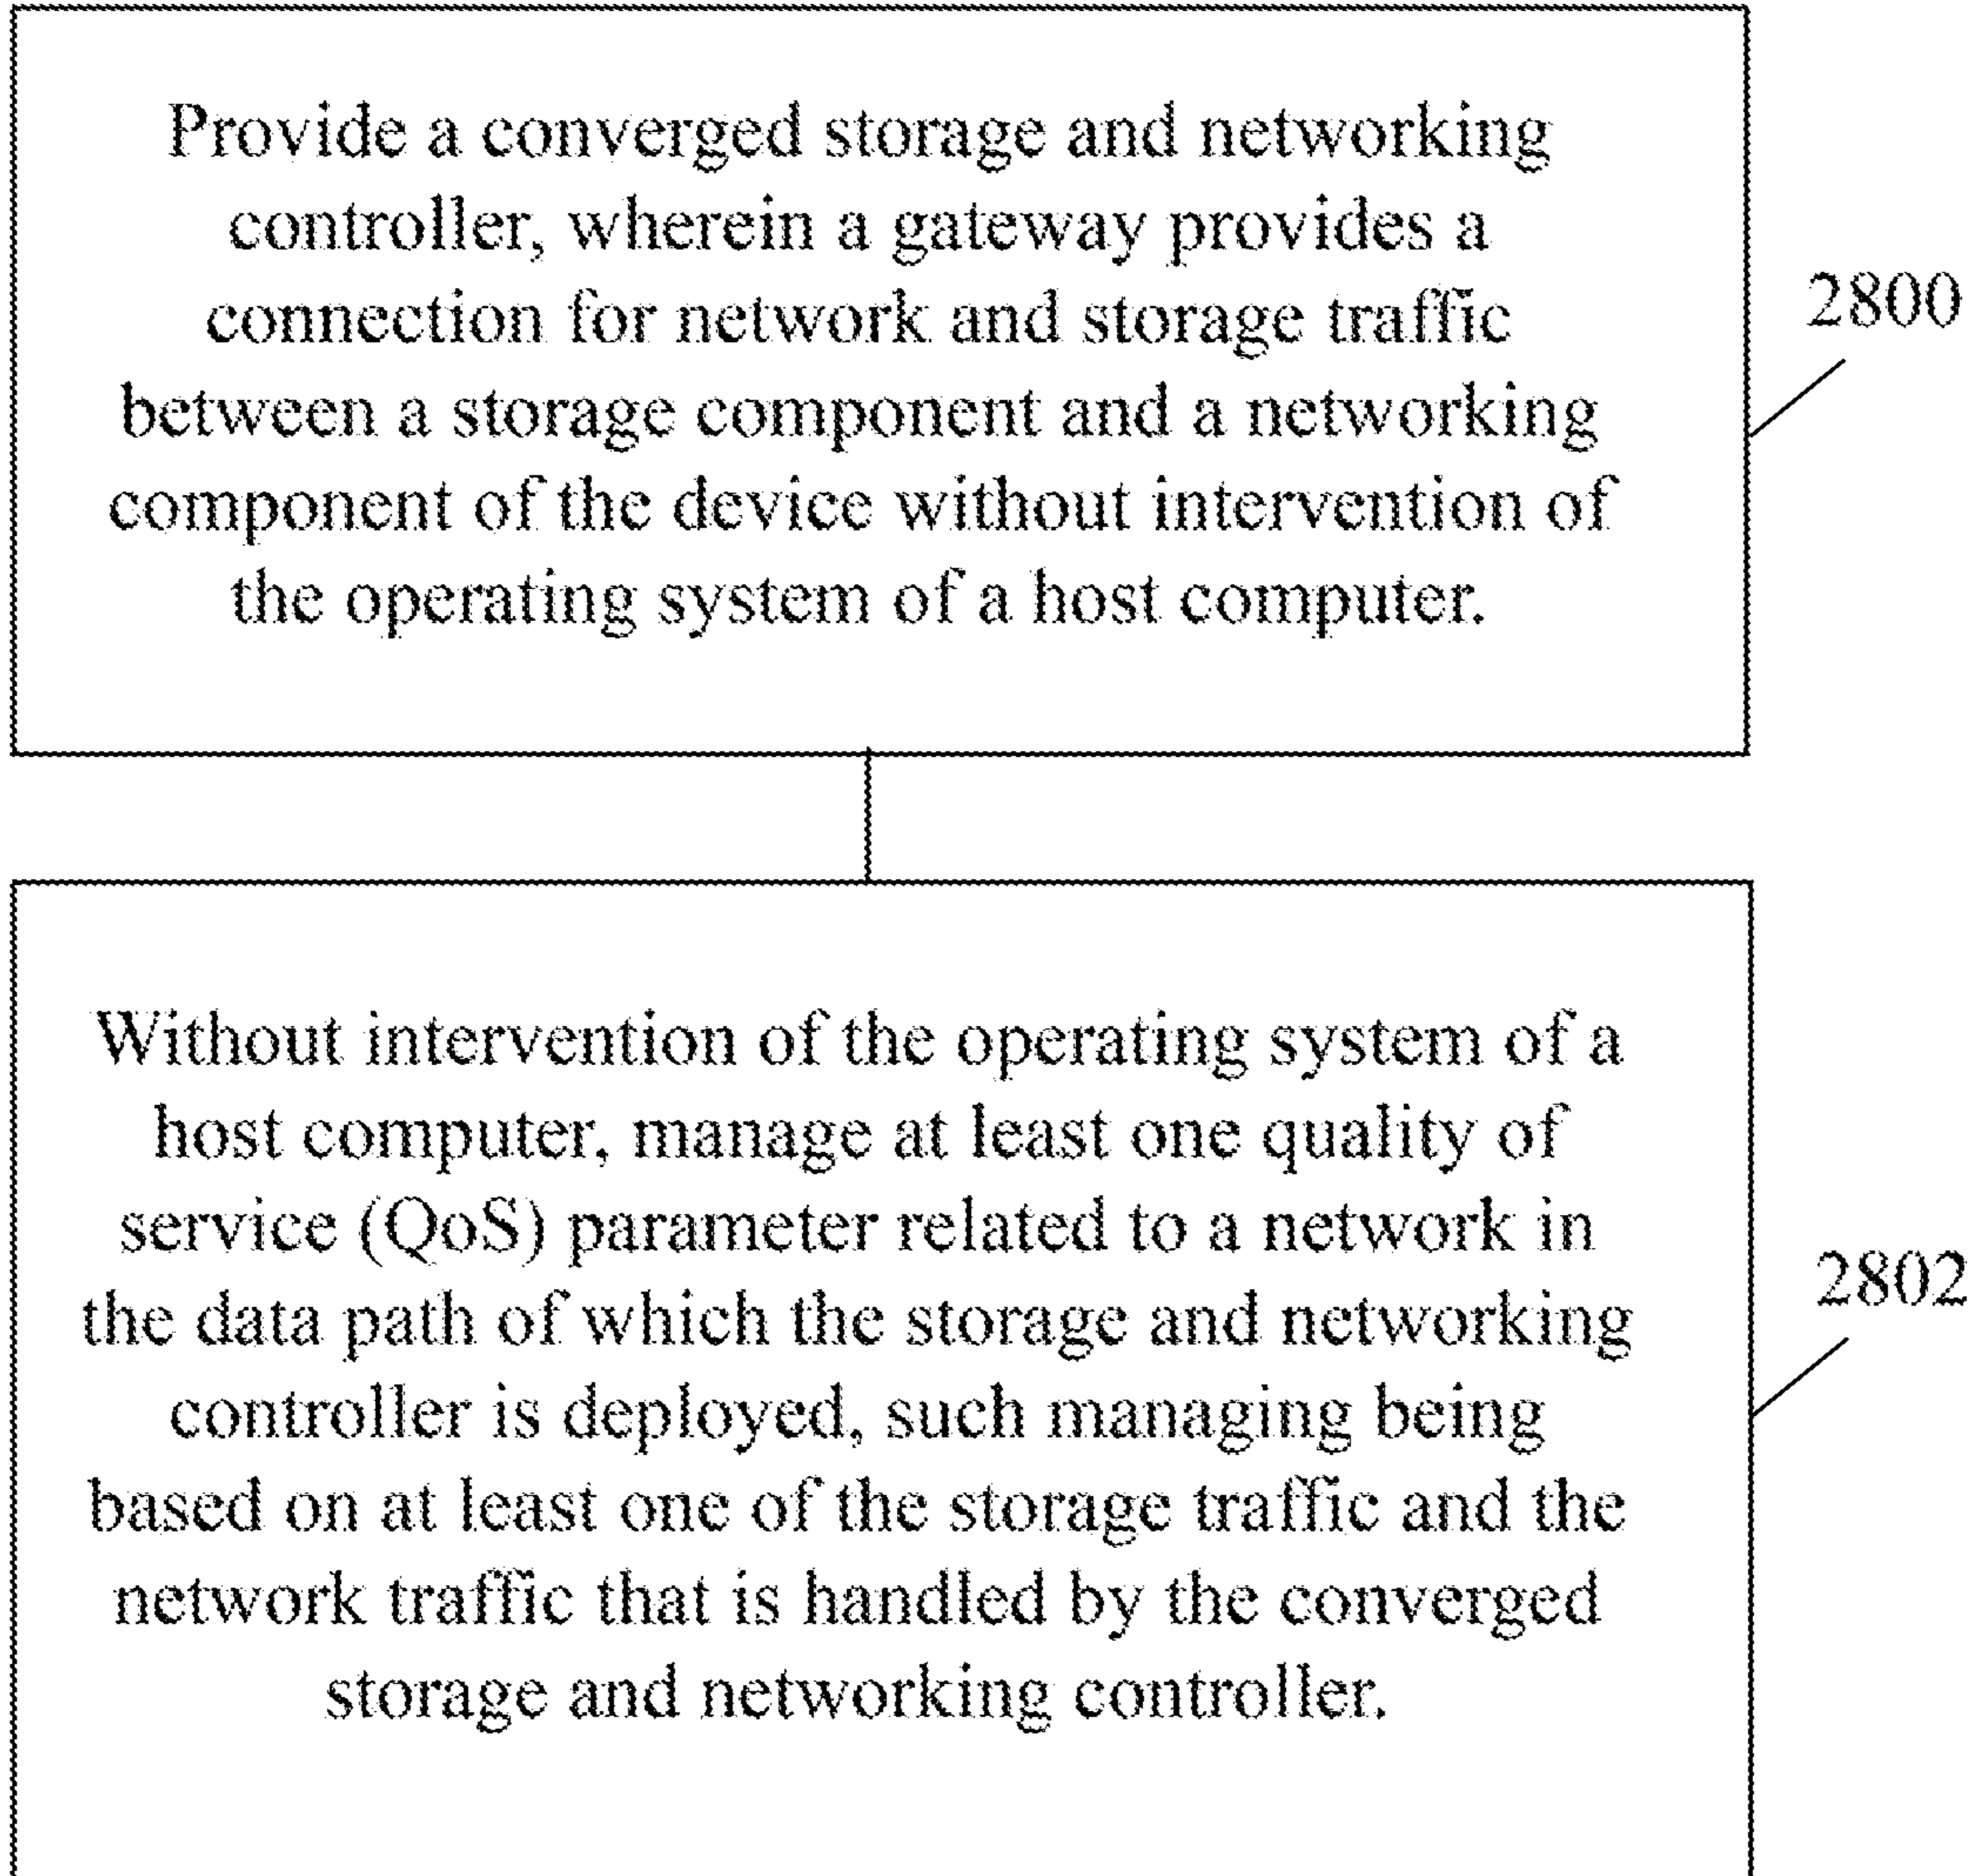 Provide a converged storage and networking
controller, wherein a gateway provides a
connection for network and storage traffic
between a storage component and a networking
component of the device without intervention of
the operating system of a host computer.
2800
Without intervention of the operating system of a
host computer, manage at least one quality of
service (QoS) parameter related to a network in
the data path of which the storage and networking
controller is deployed, such managing being
based on at least one of the storage traffic and the
network traffic that is handled by the converged
storage and networking controller.
2802